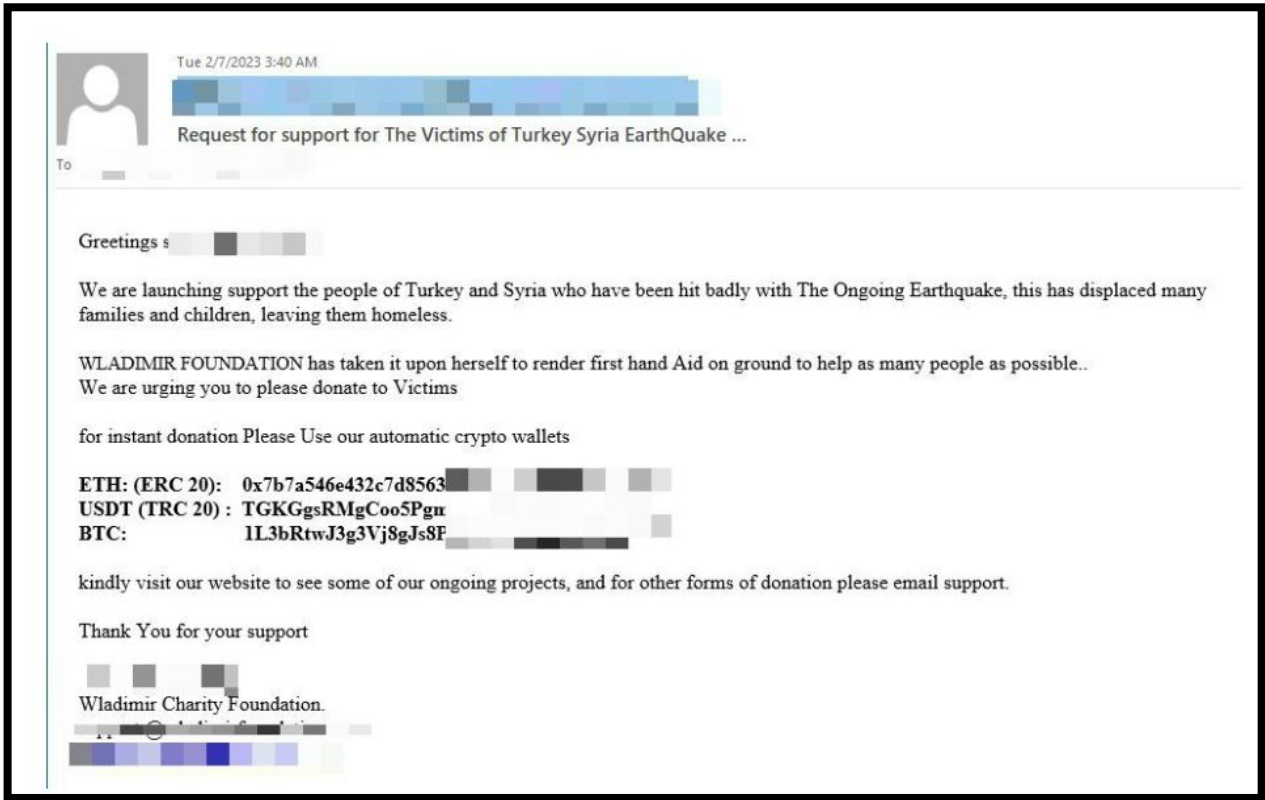 Tue 2/7/2023 3:40 AM
Request for support for The Victims of Turkey Syria EarthQuake ...
To
Greetings s
We are launching support the people of Turkey and Syria who have been hit badly with The Ongoing Earthquake, this has displaced many
families and children, leaving them homeless.
WLADIMIR FOUNDATION has taken it upon herself to render first hand Aid on ground to help as many people as possible..
We are urging you to please donate to Victims
for instant donation Please Use our automatic crypto wallets
ETH: (ERC 20): 0x7b7a546e432c7d8563
USDT (TRC 20) : TGKGgsRMgCoo5Pgm
BTC: 1L3bRtwJ3g3Vj8gJs8P
kindly visit our website to see some of our ongoing projects, and for other forms of donation please email support.
Thank You for your support
Wladimir Charity Foundation.